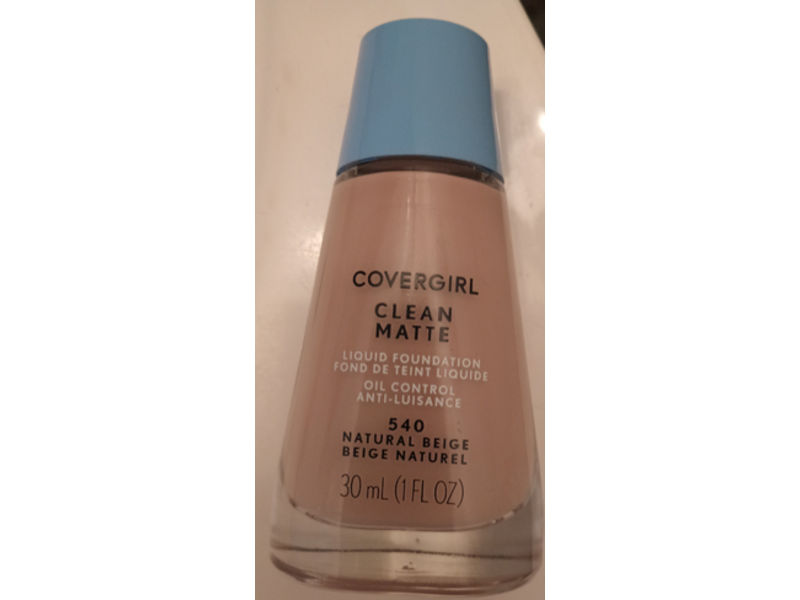 COVERGIRL
CLEAN
MATTE
LIQUID FOUNDATION
FOND DE TEINT LIQUIDE
OIL CONTROL
ANTI-LUISANCE
540
NATURAL BEIGE
BEIGE NATUREL
30 mL (1 FL OZ)